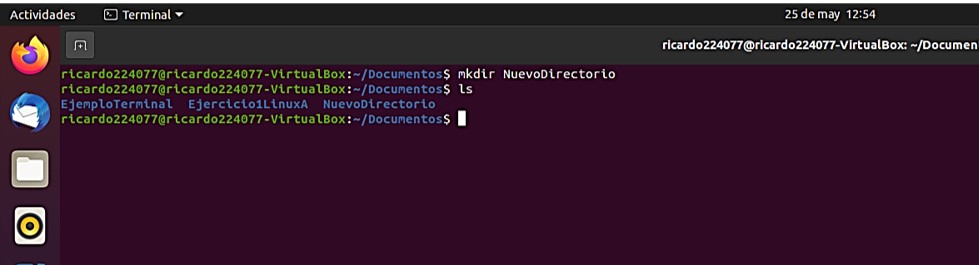 Actividades
Terminal
25 de may 12:54
ricardo224077@ricardo224077-VirtualBox: ~/Documen
ricardo224077@ricardo224077-VirtualBox:~/Documentos$ mkdir NuevoDirectorio
ricardo224077@ricardo224077-VirtualBox:~/Documentos$ ls
EjemploTerminal  Ejercicio1LinuxA  NuevoDirectorio
ricardo224077@ricardo224077-VirtualBox:~/Documentos$